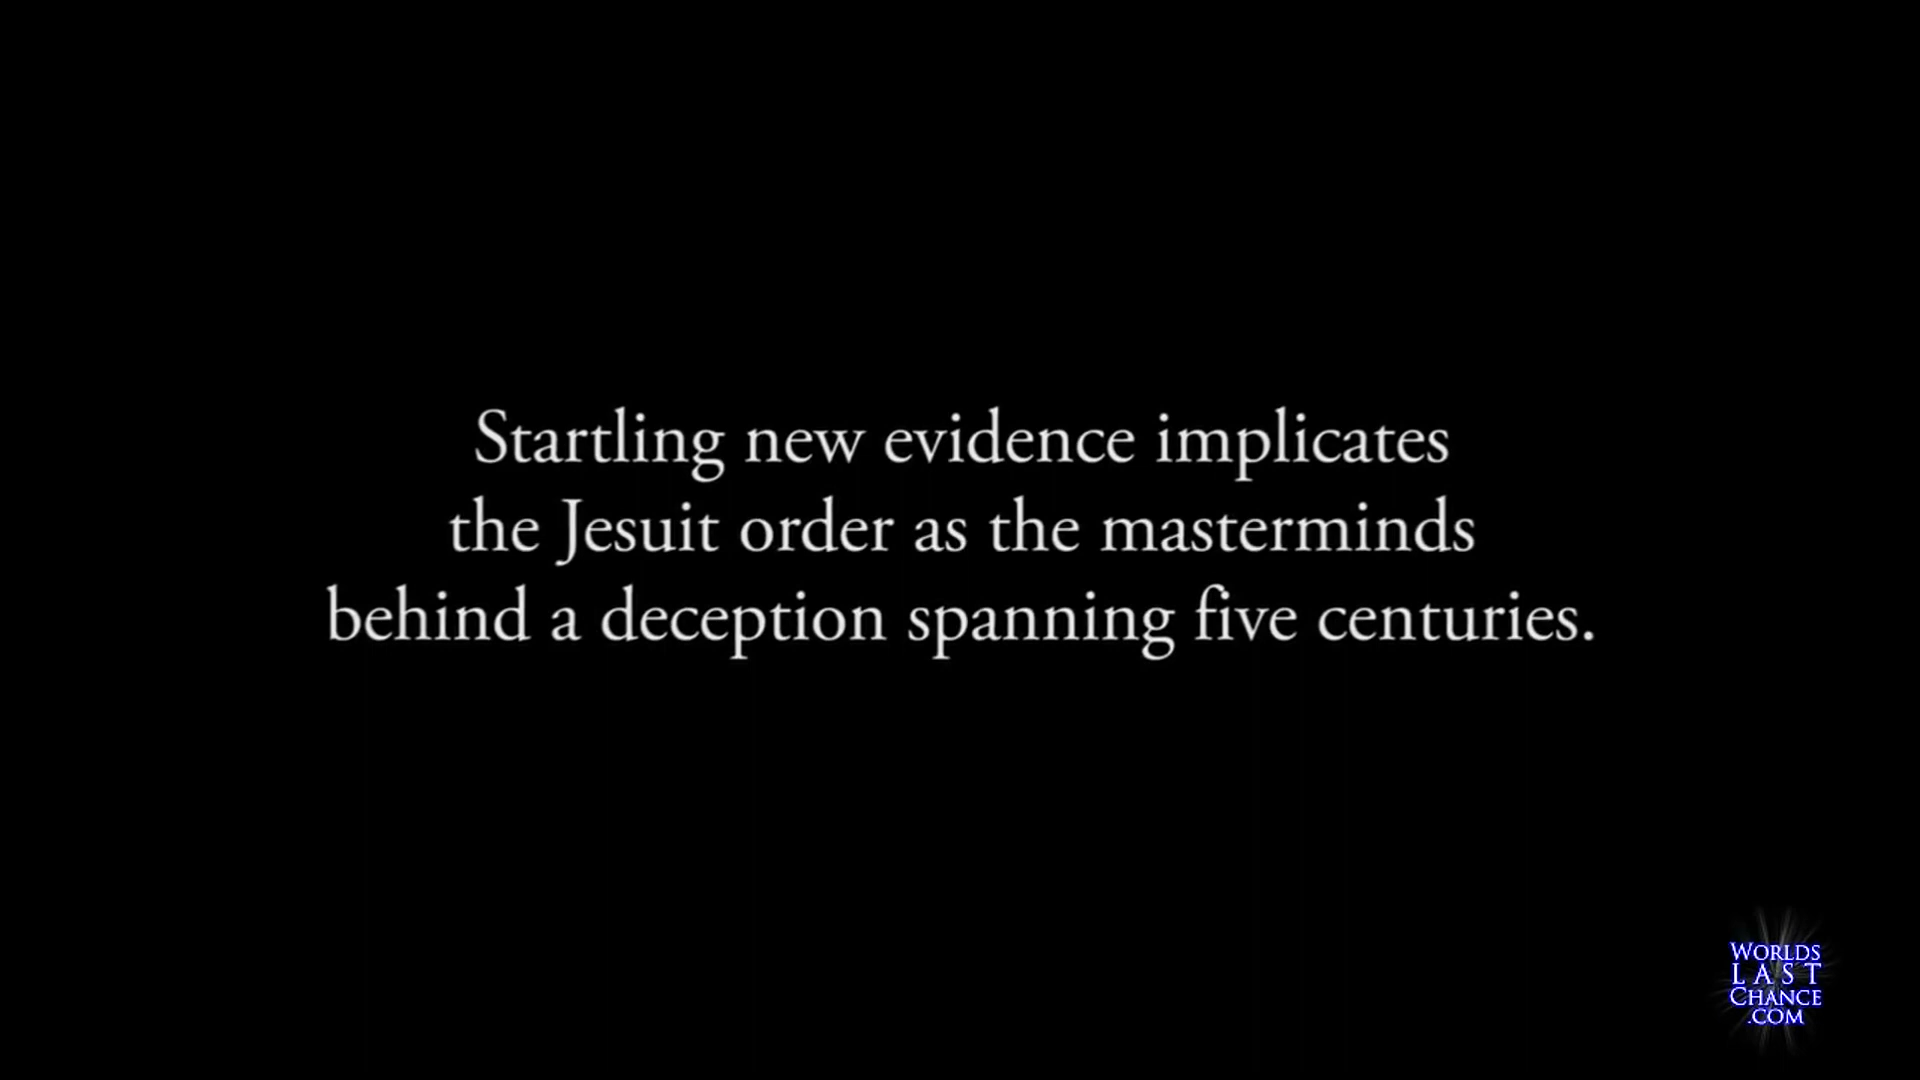 Startling new evidence implicates
the Jesuit order as the masterminds
behind a deception spanning five centuries.
WORLDS
LAST
CHANCE
.COM